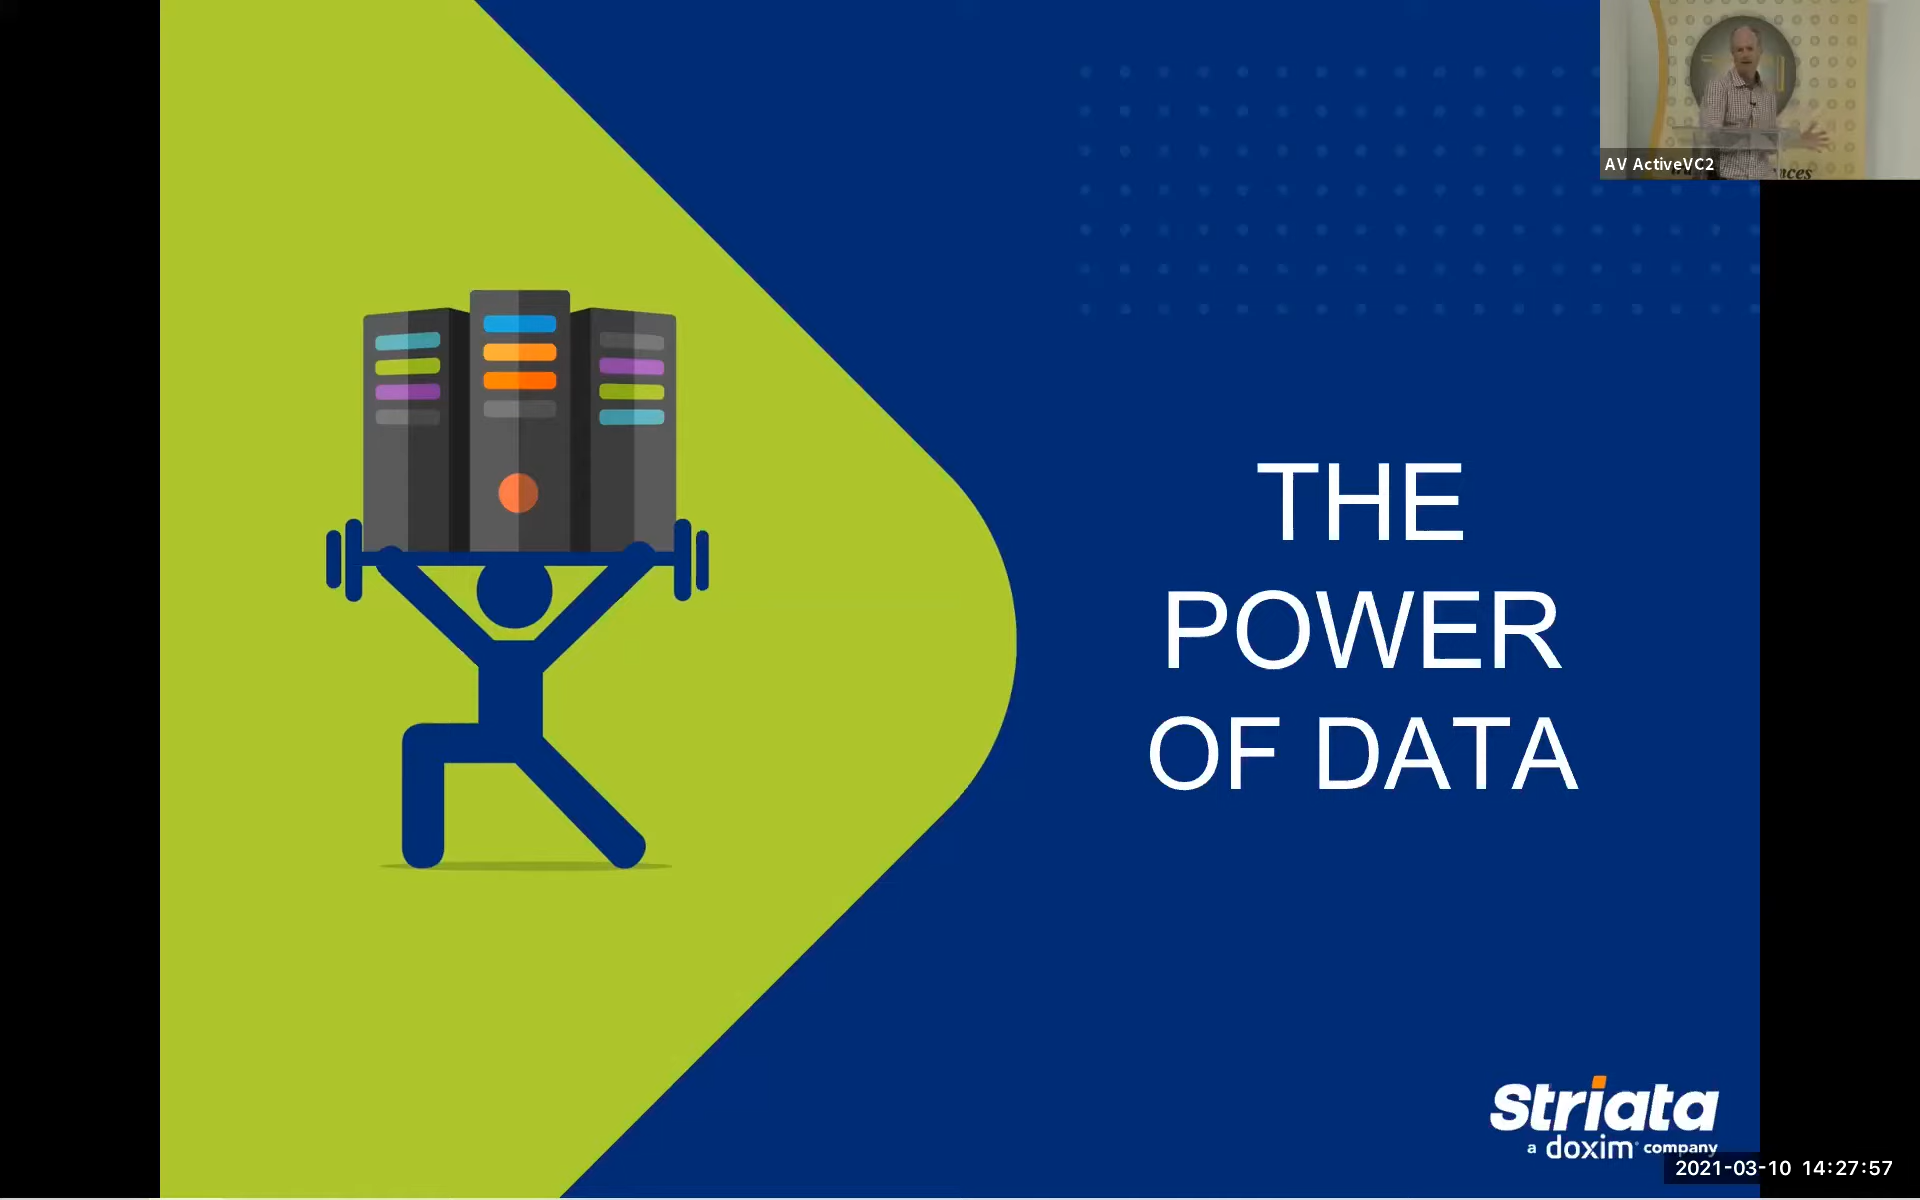 AV ActiveVC2
THE
POWER
OF DATA
Striata
a doxim company
2021-03-10 14:27:57